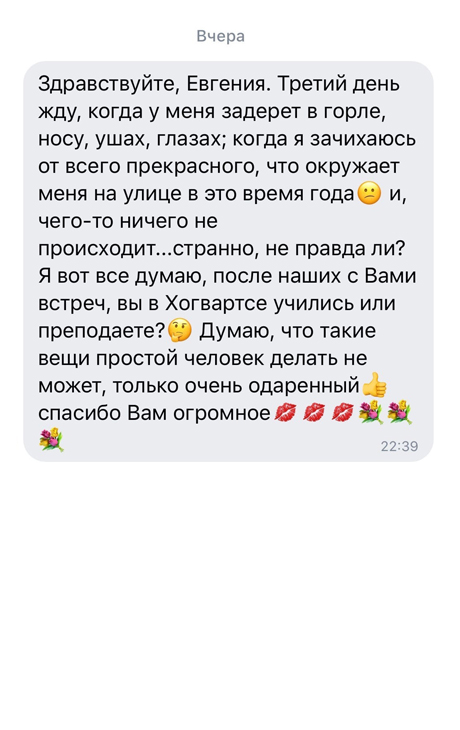 Вчера
Здравствуйте, Евгения. Третий день
жду, когда у меня задерет в горле,
носу, ушах, глазах; когда я зачихаюсь
от всего прекрасного, что окружает
меня на улице в это время года😕 и,
чего-то ничего не
происходит...странно, не правда ли?
Я вот все думаю, после наших с Вами
встреч, вы в Хогвартсе учились или
преподаете?🤔 Думаю, что такие
вещи простой человек делать не
может, только очень одаренный👍
спасибо Вам огромное💋💋💋💐💐
💐 22:39